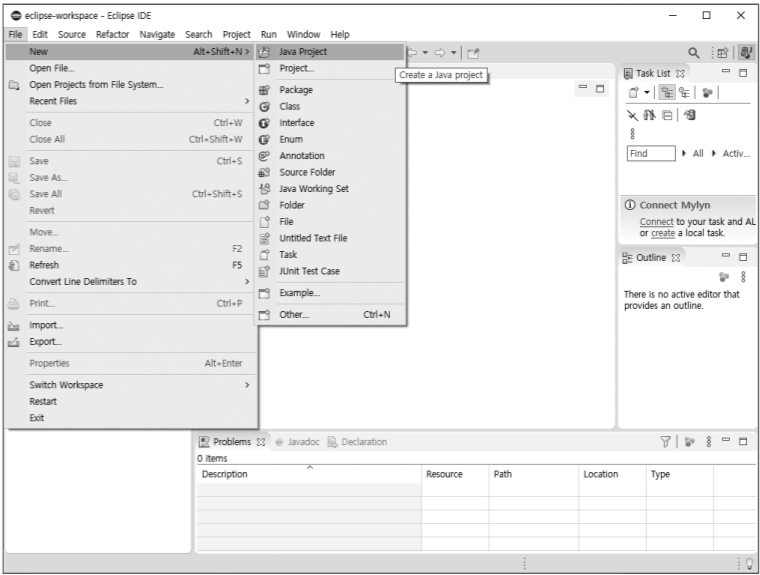 eclipse-workspace - Eclipse IDE
File Edit Source Refactor Navigate Search Project Run Window Help
New Alt+Shift+N >
Open File...
Open Projects from File System...
Recent Files >
Close Ctrl+W
Close All Ctrl+Shift+W
Save Ctrl+S
Save As...
Save All Ctrl+Shift+S
Revert
Move...
Rename... F2
Refresh F5
Convert Line Delimiters To >
Print... Ctrl+P
Import...
Export...
Properties Alt+Enter
Switch Workspace >
Restart
Exit
Java Project
Project...
Package
Class
Interface
Enum
Annotation
Source Folder
Java Working Set
Folder
File
Untitled Text File
Task
JUnit Test Case
Example...
Other... Ctrl+N
Create a Java project
Task List
Find All Activ...
Connect Mylyn
Connect to your task and AL
or create a local task.
Outline
There is no active editor that
provides an outline.
Problems Javadoc Declaration
0 items
Description Resource Path Location Type